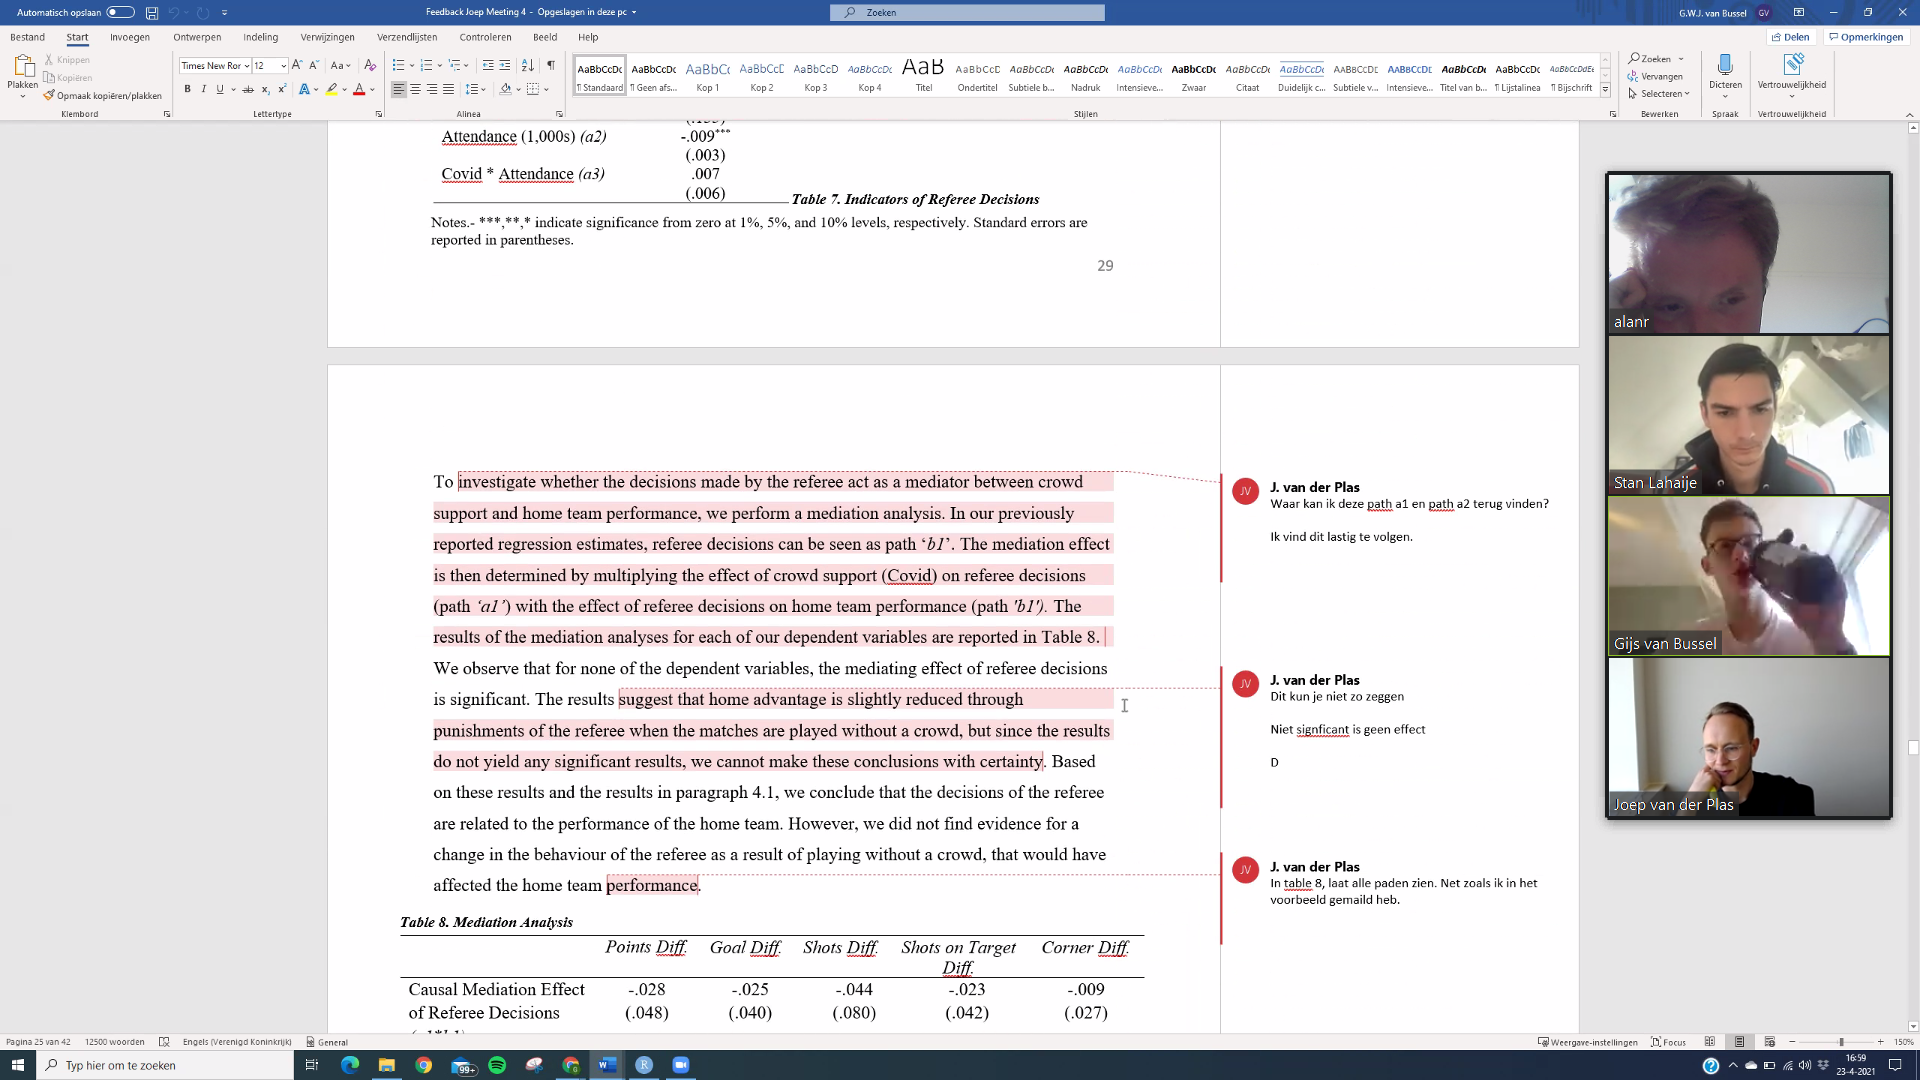 Automatisch opslaan
Feedback Joep Meeting 4 - Opgeslagen in deze pc
Zoeken
G.W.J. van Bussel
GV
Bestand
Start
Invoegen
Ontwerpen
Indeling
Verwijzingen
Verzendlijsten
Controleren
Beeld
Help
Delen
Opmerkingen
Plakken
Knippen
Kopiëren
Opmaak kopiëren/plakken
Klembord
Times New Ror
12
Lettertype
Alinea
AaBbCcDc
¶ Standaard
AaBbCcDc
¶ Geen afs...
AaBbCc
Kop 1
AaBbCcD
Kop 2
AaBbCcD
Kop 3
AaBbCcDc
Kop 4
AaB
Titel
AaBbCcD
Ondertitel
AaBbCcDc
Subtiele b...
AaBbCcDc
Nadruk
AaBbCcDc
Intensieve...
AaBbCcDc
Zwaar
AaBbCcDc
Citaat
AaBbCcDc
Duidelijk c...
AaBbCcDc
Subtiele v...
AaBbCcDc
Intensieve...
AaBbCcDc
Titel van b...
AaBbCcDc
¶ Lijstalinea
AaBbCcDdEe
¶ Bijschrift
Stijlen
Zoeken
Vervangen
Selecteren
Bewerken
Dicteren
Spraak
Vertrouwelijkheid
Vertrouwelijkheid
Attendance (1,000s) (a2) -.009***
(.003)
Covid * Attendance (a3) .007
(.006)
Table 7. Indicators of Referee Decisions
Notes.- ***,**,* indicate significance from zero at 1%, 5%, and 10% levels, respectively. Standard errors are
reported in parentheses.
29
To investigate whether the decisions made by the referee act as a mediator between crowd
support and home team performance, we perform a mediation analysis. In our previously
reported regression estimates, referee decisions can be seen as path ‘b1’. The mediation effect
is then determined by multiplying the effect of crowd support (Covid) on referee decisions
(path ‘a1’) with the effect of referee decisions on home team performance (path 'b1'). The
results of the mediation analyses for each of our dependent variables are reported in Table 8.
We observe that for none of the dependent variables, the mediating effect of referee decisions
is significant. The results suggest that home advantage is slightly reduced through
punishments of the referee when the matches are played without a crowd, but since the results
do not yield any significant results, we cannot make these conclusions with certainty. Based
on these results and the results in paragraph 4.1, we conclude that the decisions of the referee
are related to the performance of the home team. However, we did not find evidence for a
change in the behaviour of the referee as a result of playing without a crowd, that would have
affected the home team performance.
Table 8. Mediation Analysis
Points Diff. Goal Diff. Shots Diff. Shots on Target Corner Diff.
Diff.
Causal Mediation Effect -.028 -.025 -.044 -.023 -.009
of Referee Decisions (.048) (.040) (.080) (.042) (.027)
JV
J. van der Plas
Waar kan ik deze path a1 en path a2 terug vinden?
Ik vind dit lastig te volgen.
JV
J. van der Plas
Dit kun je niet zo zeggen
Niet signficant is geen effect
D
JV
J. van der Plas
In table 8, laat alle paden zien. Net zoals ik in het
voorbeeld gemaild heb.
alanr
Stan Lahaije
Gijs van Bussel
Joep van der Plas
Pagina 25 van 42
12500 woorden
Engels (Verenigd Koninkrijk)
General
Weergave-instellingen
Focus
150%
Typ hier om te zoeken
99+
16:59
23-4-2021